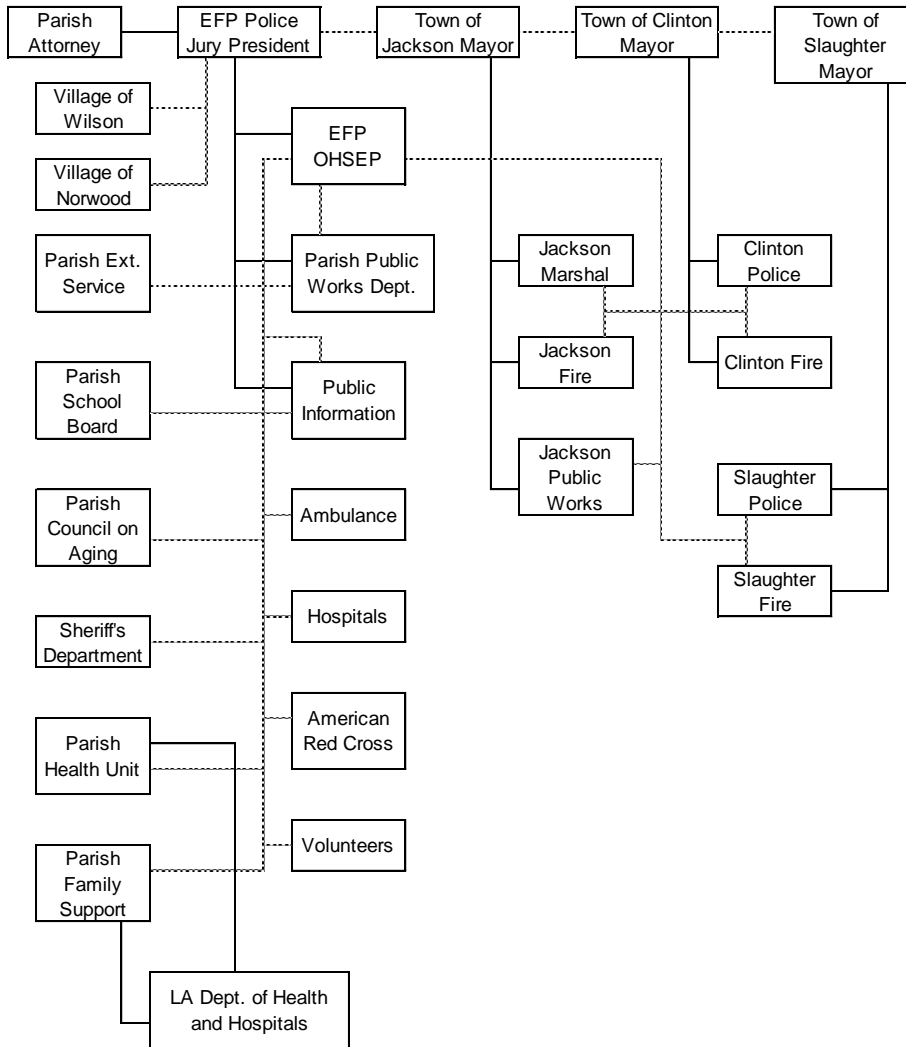 Parish
Attorney
EFP Police
Jury President
Town of
Jackson Mayor
Town of Clinton
Mayor
Town of
Slaughter
Mayor
Village of
Wilson
EFP
OHSEP
Village of
Norwood
Parish Ext.
Service
Parish Public
Works Dept.
Jackson
Marshal
Clinton
Police
Parish
School
Board
Public
Information
Jackson
Fire
Clinton Fire
Jackson
Public
Works
Slaughter
Police
Parish
Council on
Aging
Ambulance
Slaughter
Fire
Sheriff's
Department
Hospitals
Parish
Health Unit
American
Red Cross
Parish
Family
Support
Volunteers
LA Dept. of Health
and Hospitals